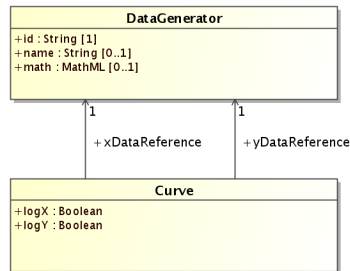 DataGenerator
+id : String [1]
+name : String [0..1]
+math : MathML [0..1]
1 1
+xDataReference +yDataReference
Curve
+logX : Boolean
+logY : Boolean